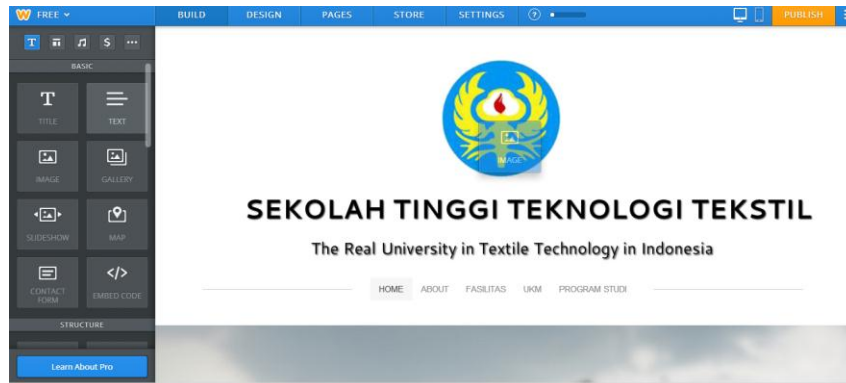 FREE BUILD DESIGN PAGES STORE SETTINGS ? PUBLISH
T $
BASIC
TITLE TEXT
IMAGE GALLERY
SLIDESHOW MAP
CONTACT FORM EMBED CODE
STRUCTURE
Learn About Pro
IMAGE
SEKOLAH TINGGI TEKNOLOGI TEKSTIL
The Real University in Textile Technology in Indonesia
HOME ABOUT FASILITAS UKM PROGRAM STUDI